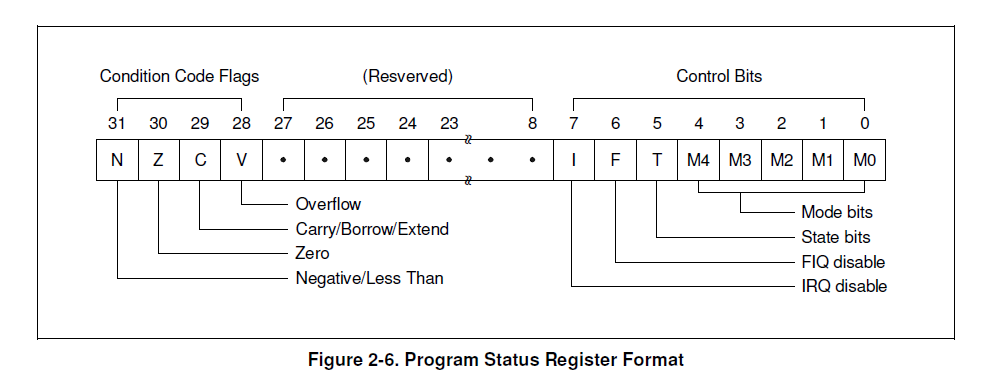 Condition Code Flags (Resverved) Control Bits
31 30 29 28 27 26 25 24 23 8 7 6 5 4 3 2 1 0
N Z C V • • • • • • • I F T M4 M3 M2 M1 M0
Overflow
Carry/Borrow/Extend
Zero
Negative/Less Than
Mode bits
State bits
FIQ disable
IRQ disable
Figure 2-6. Program Status Register Format